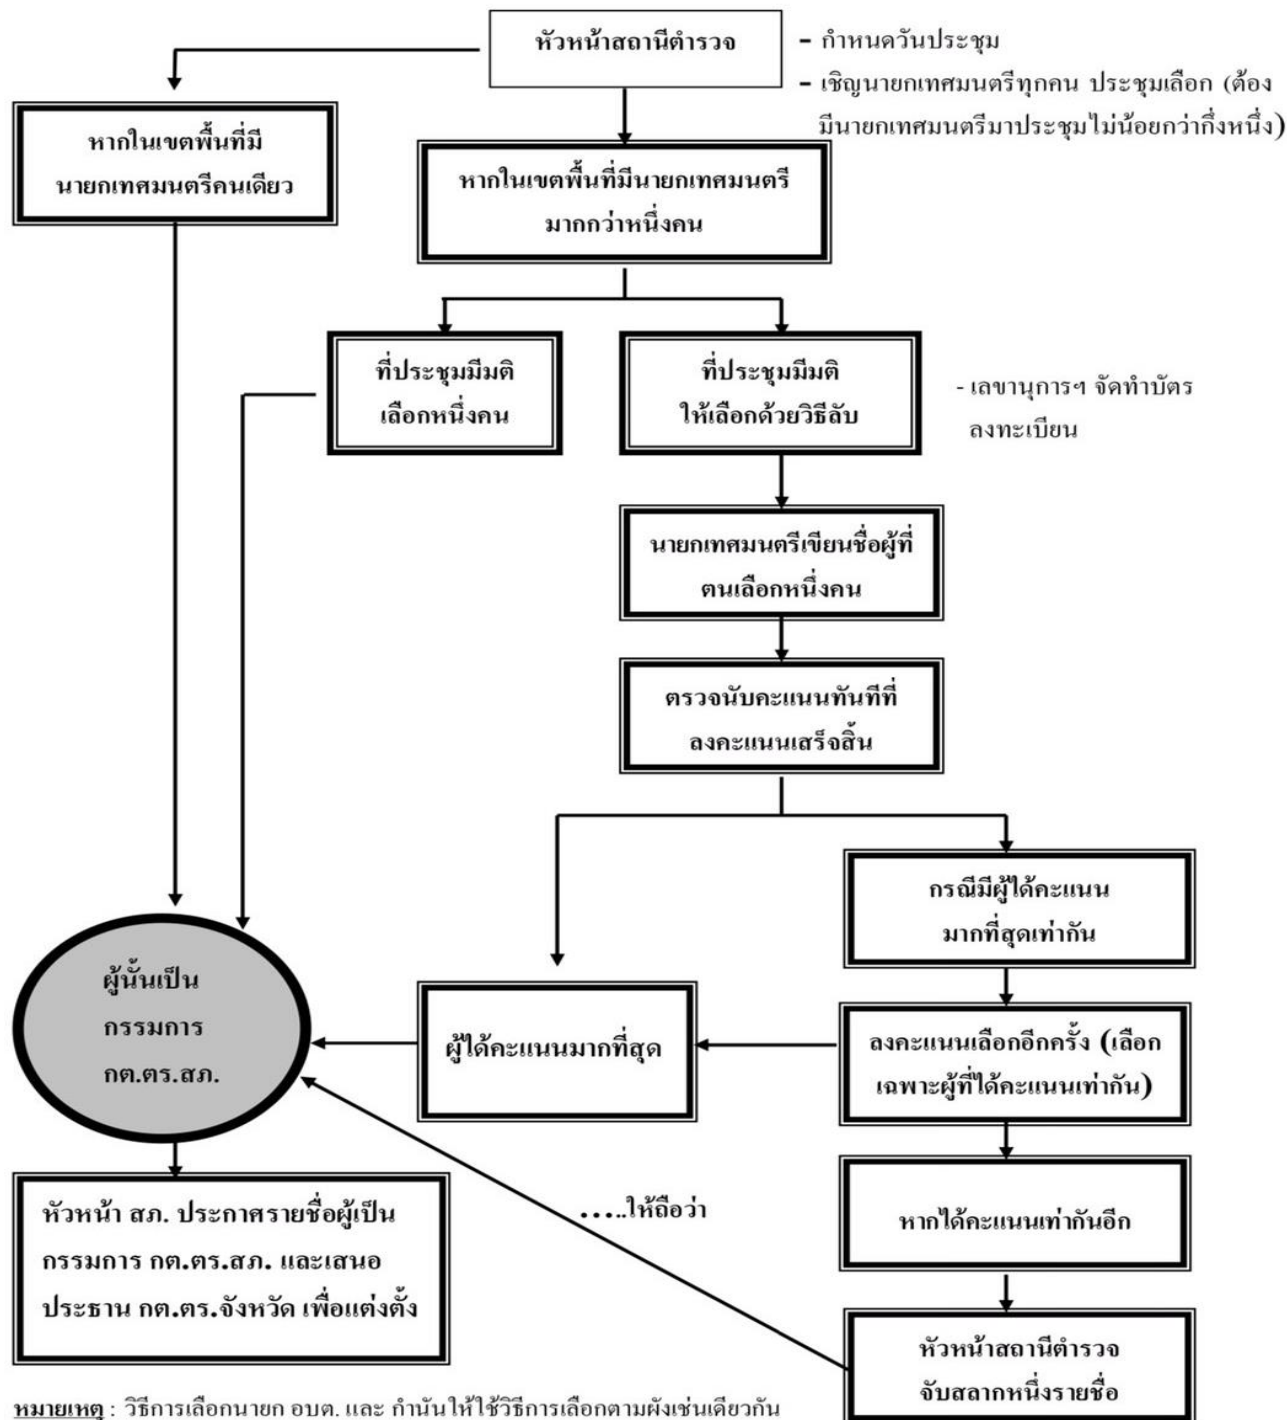 หัวหน้าสถานีตำรวจ
- กำหนดวันประชุม
- เชิญนายกเทศมนตรีทุกคน ประชุมเลือก (ต้อง
มีนายกเทศมนตรีมาประชุมไม่น้อยกว่ากึ่งหนึ่ง)
หากในเขตพื้นที่มี
นายกเทศมนตรีคนเดียว
หากในเขตพื้นที่มีนายกเทศมนตรี
มากกว่าหนึ่งคน
ที่ประชุมมีมติ
เลือกหนึ่งคน
ที่ประชุมมีมติ
ให้เลือกด้วยวิธีลับ
- เลขานุการฯ จัดทำบัตร
ลงทะเบียน
นายกเทศมนตรีเขียนชื่อผู้ที่
ตนเลือกหนึ่งคน
ตรวจนับคะแนนทันทีที่
ลงคะแนนเสร็จสิ้น
กรณีมีผู้ได้คะแนน
มากที่สุดเท่ากัน
ผู้นั้นเป็น
กรรมการ
กต.ตร.สภ.
ผู้ได้คะแนนมากที่สุด
ลงคะแนนเลือกอีกครั้ง (เลือก
เฉพาะผู้ที่ได้คะแนนเท่ากัน)
หัวหน้า สภ. ประกาศรายชื่อผู้เป็น
กรรมการ กต.ตร.สภ. และเสนอ
ประธาน กต.ตร.จังหวัด เพื่อแต่งตั้ง
.....ให้ถือว่า
หากได้คะแนนเท่ากันอีก
หัวหน้าสถานีตำรวจ
จับสลากหนึ่งรายชื่อ
หมายเหตุ : วิธีการเลือกนายก อบต. และ กำนันให้ใช้วิธีการเลือกตามผังเช่นเดียวกัน